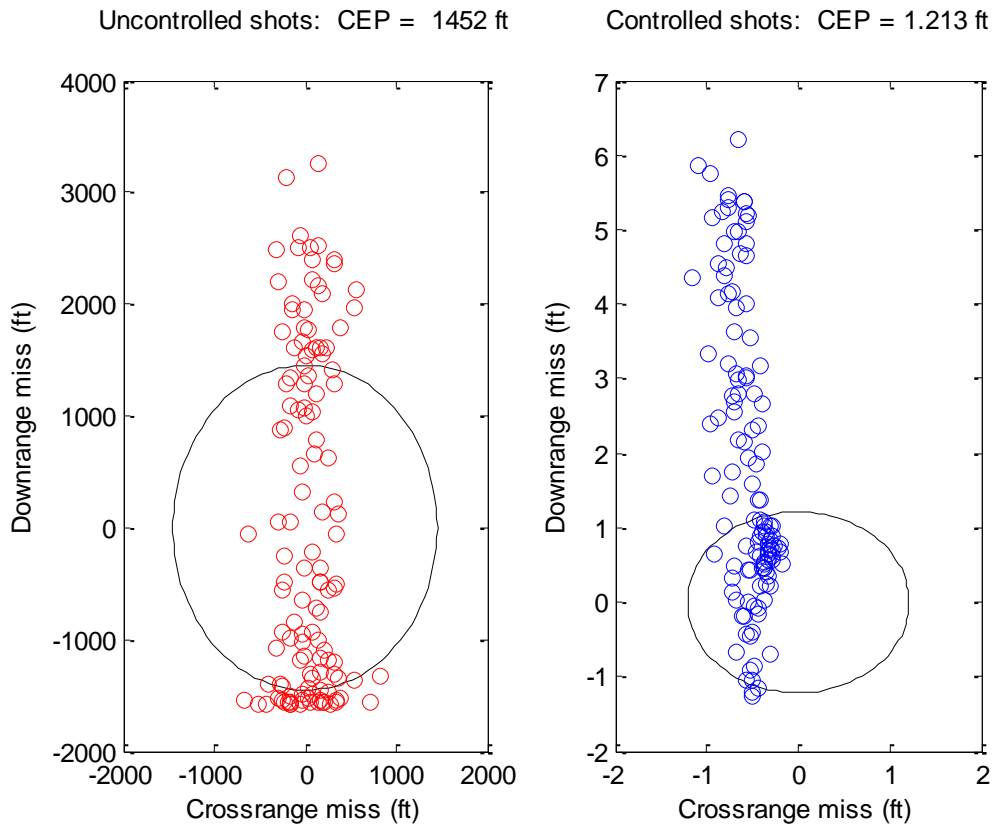 Uncontrolled shots:  CEP =  1452 ft
4000
3000
2000
1000
0
-1000
-2000
Downrange miss (ft)
-2000 -1000 0 1000 2000
Crossrange miss (ft)
Controlled shots:  CEP = 1.213 ft
7
6
5
4
3
2
1
0
-1
-2
Downrange miss (ft)
-2 -1 0 1 2
Crossrange miss (ft)